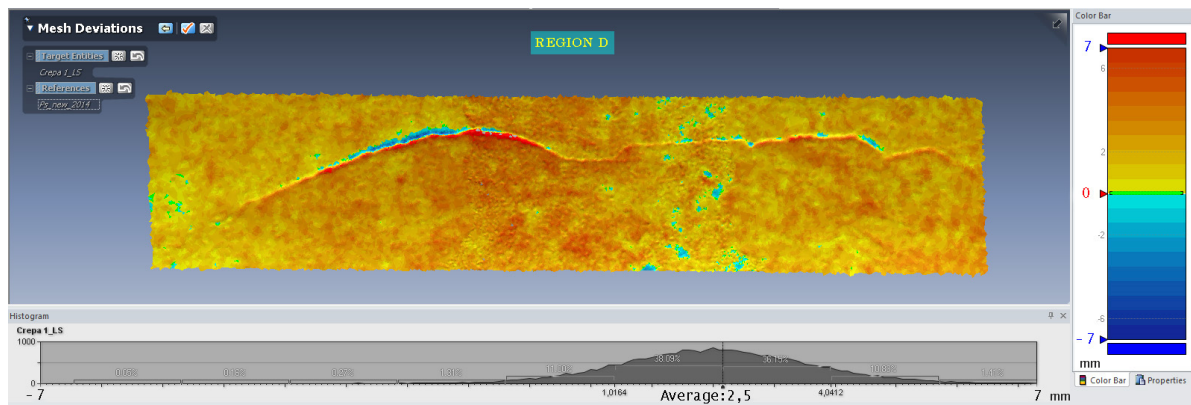 Mesh Deviations
REGION D
Target Entities
Crepa 1_LS
References
Ps_new_2014...
Color Bar
7
6
2
0
-2
-6
- 7
mm
Color Bar
Properties
Histogram
Crepa 1_LS
1000
0
38.09%
- 7
1,0164
Average:2,5
4,0412
7 mm